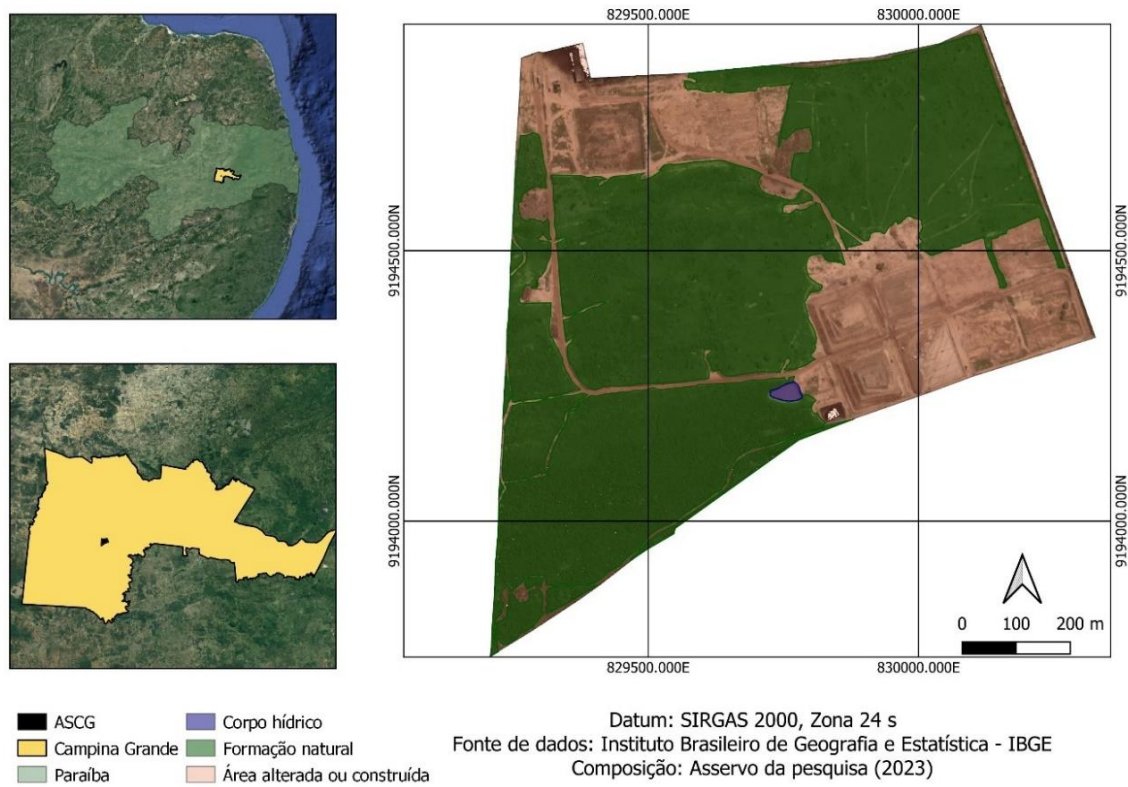 829500.000E
830000.000E
9194500.000N
9194500.000N
9194000.000N
9194000.000N
0 100 200 m
829500.000E
830000.000E
ASCG
Campina Grande
Paraíba
Corpo hídrico
Formação natural
Área alterada ou construída
Datum: SIRGAS 2000, Zona 24 s
Fonte de dados: Instituto Brasileiro de Geografia e Estatística - IBGE
Composição: Asservo da pesquisa (2023)